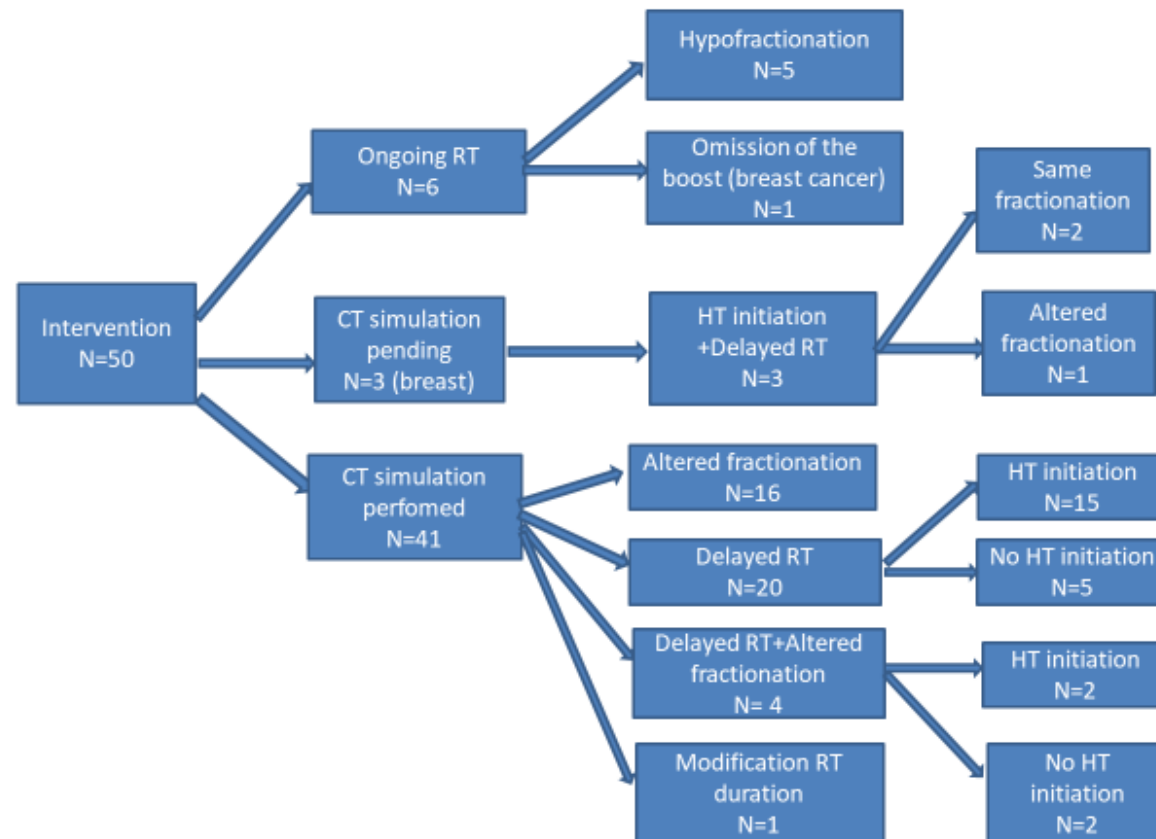 Intervention
N=50
Ongoing RT
N=6
Hypofractionation
N=5
Omission of the
boost (breast cancer)
N=1
CT simulation
pending
N=3 (breast)
HT initiation
+Delayed RT
N=3
Same
fractionation
N=2
Altered
fractionation
N=1
CT simulation
perfomed
N=41
Altered fractionation
N=16
Delayed RT
N=20
HT initiation
N=15
No HT initiation
N=5
Delayed RT+Altered
fractionation
N= 4
HT initiation
N=2
No HT
initiation
N=2
Modification RT
duration
N=1